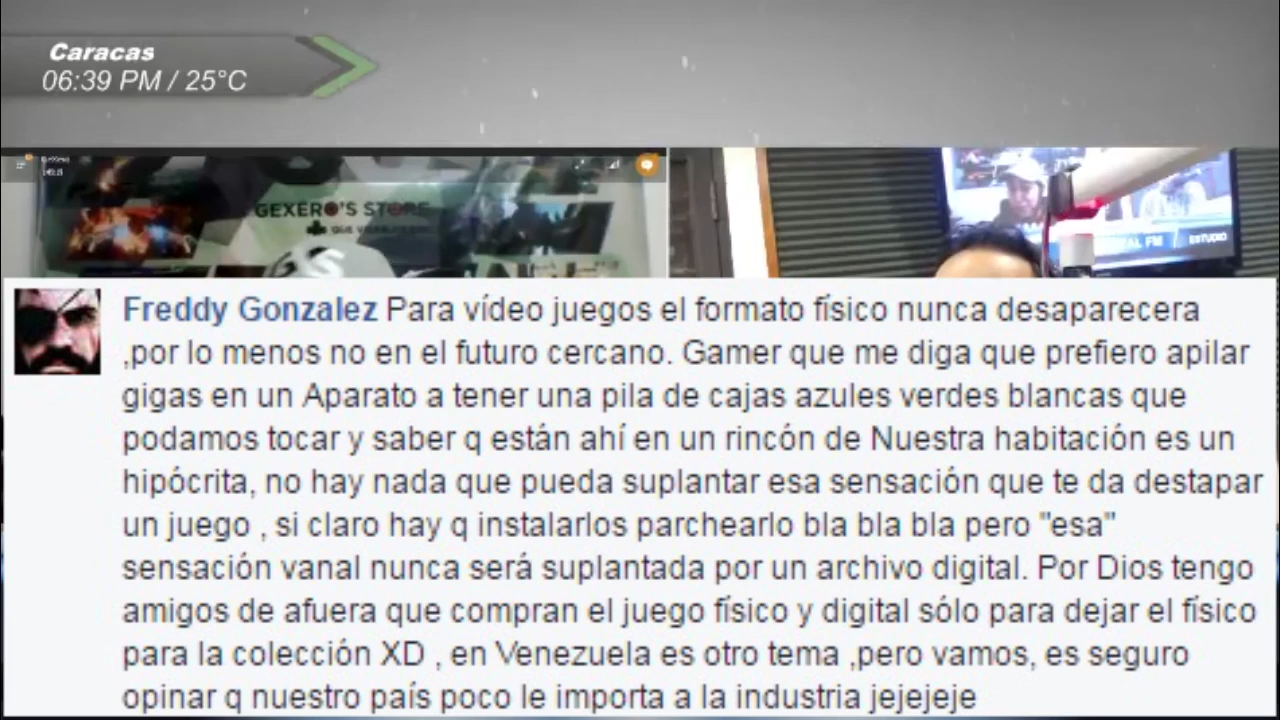 Caracas
06:39 PM / 25°C
GEXERO'S STORE
AL FM / ESTUDIO
Freddy Gonzalez Para vídeo juegos el formato físico nunca desaparecera
,por lo menos no en el futuro cercano. Gamer que me diga que prefiero apilar
gigas en un Aparato a tener una pila de cajas azules verdes blancas que
podamos tocar y saber q están ahí en un rincón de Nuestra habitación es un
hipócrita, no hay nada que pueda suplantar esa sensación que te da destapar
un juego , si claro hay q instalarlos parchearlo bla bla bla pero "esa"
sensación vanal nunca será suplantada por un archivo digital. Por Dios tengo
amigos de afuera que compran el juego físico y digital sólo para dejar el físico
para la colección XD , en Venezuela es otro tema ,pero vamos, es seguro
opinar q nuestro país poco le importa a la industria jejejeje